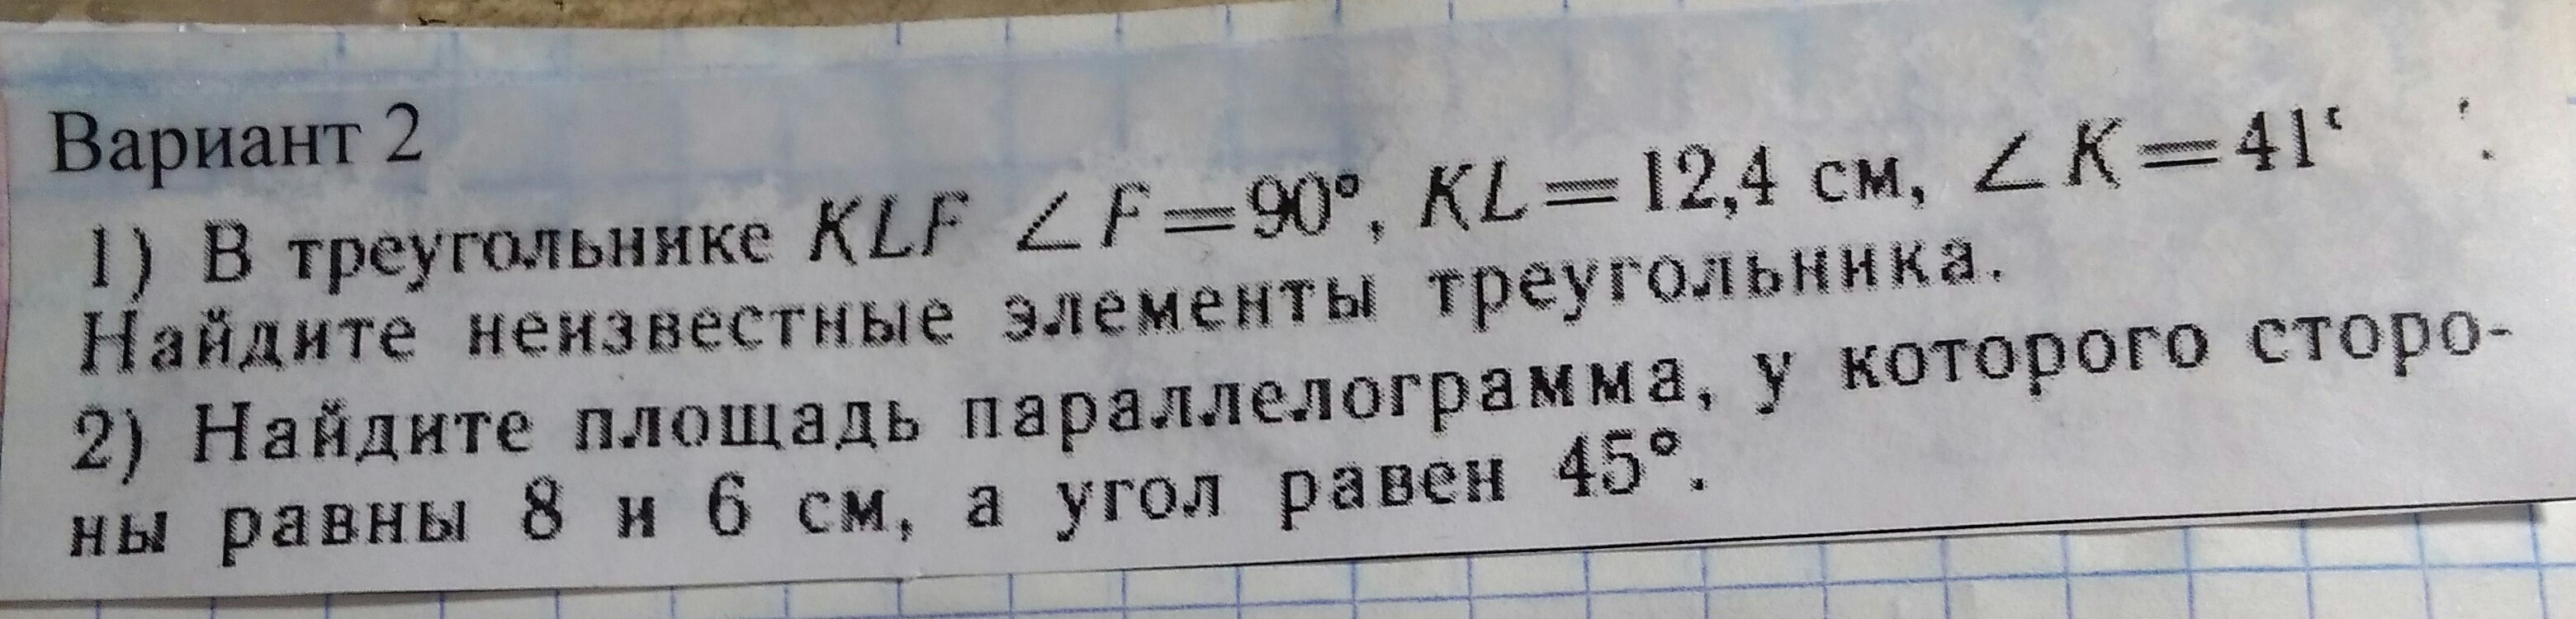 Вариант 2
1) В треугольнике KLF ∠F=90°, KL=12,4 см, ∠K=41°
Найдите неизвестные элементы треугольника.
2) Найдите площадь параллелограмма, у которого сторо-
ны равны 8 и 6 см, а угол равен 45°.